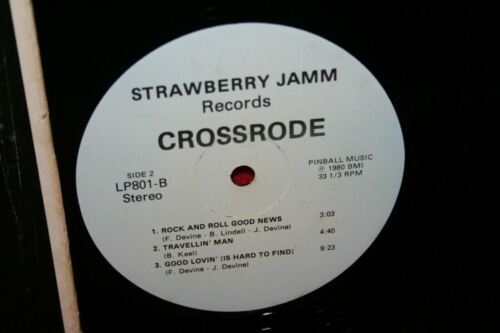 STRAWBERRY JAMM
Records
CROSSRODE
SIDE 2
LP801-B
Stereo
PINBALL MUSIC
℗ 1980 BMI
33 1/3 RPM
1. ROCK AND ROLL GOOD NEWS 3:03
(F. Devine - B. Lindell - J. Devina)
2. TRAVELLIN' MAN 4:40
(B. Keel)
3. GOOD LOVIN' (IS HARD TO FIND) 9:23
(F. Devine - J. Devine)